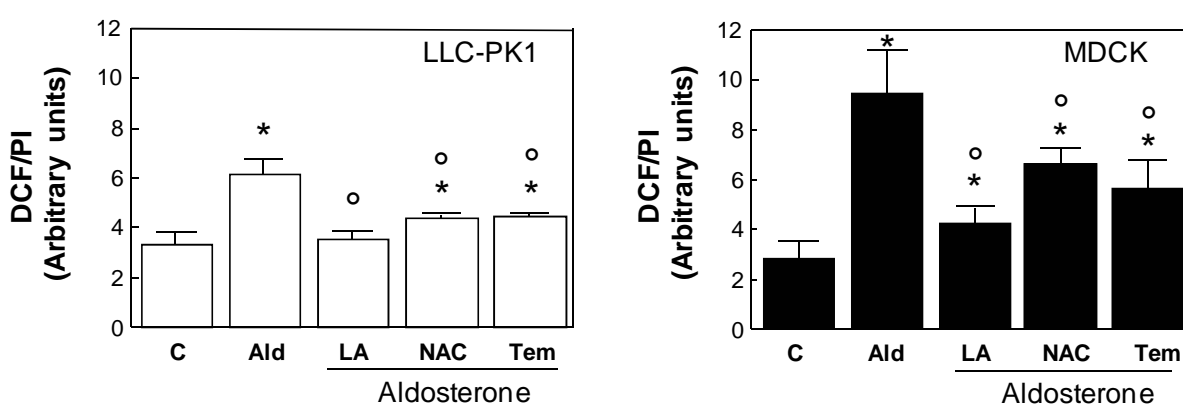 LLC-PK1
DCF/PI
(Arbitrary units)
12
10
8
6
4
2
0
*
°
°
*
°
*
C Ald LA NAC Tem
Aldosterone
MDCK
DCF/PI
(Arbitrary units)
12
10
8
6
4
2
0
*
°
*
°
*
°
*
C Ald LA NAC Tem
Aldosterone